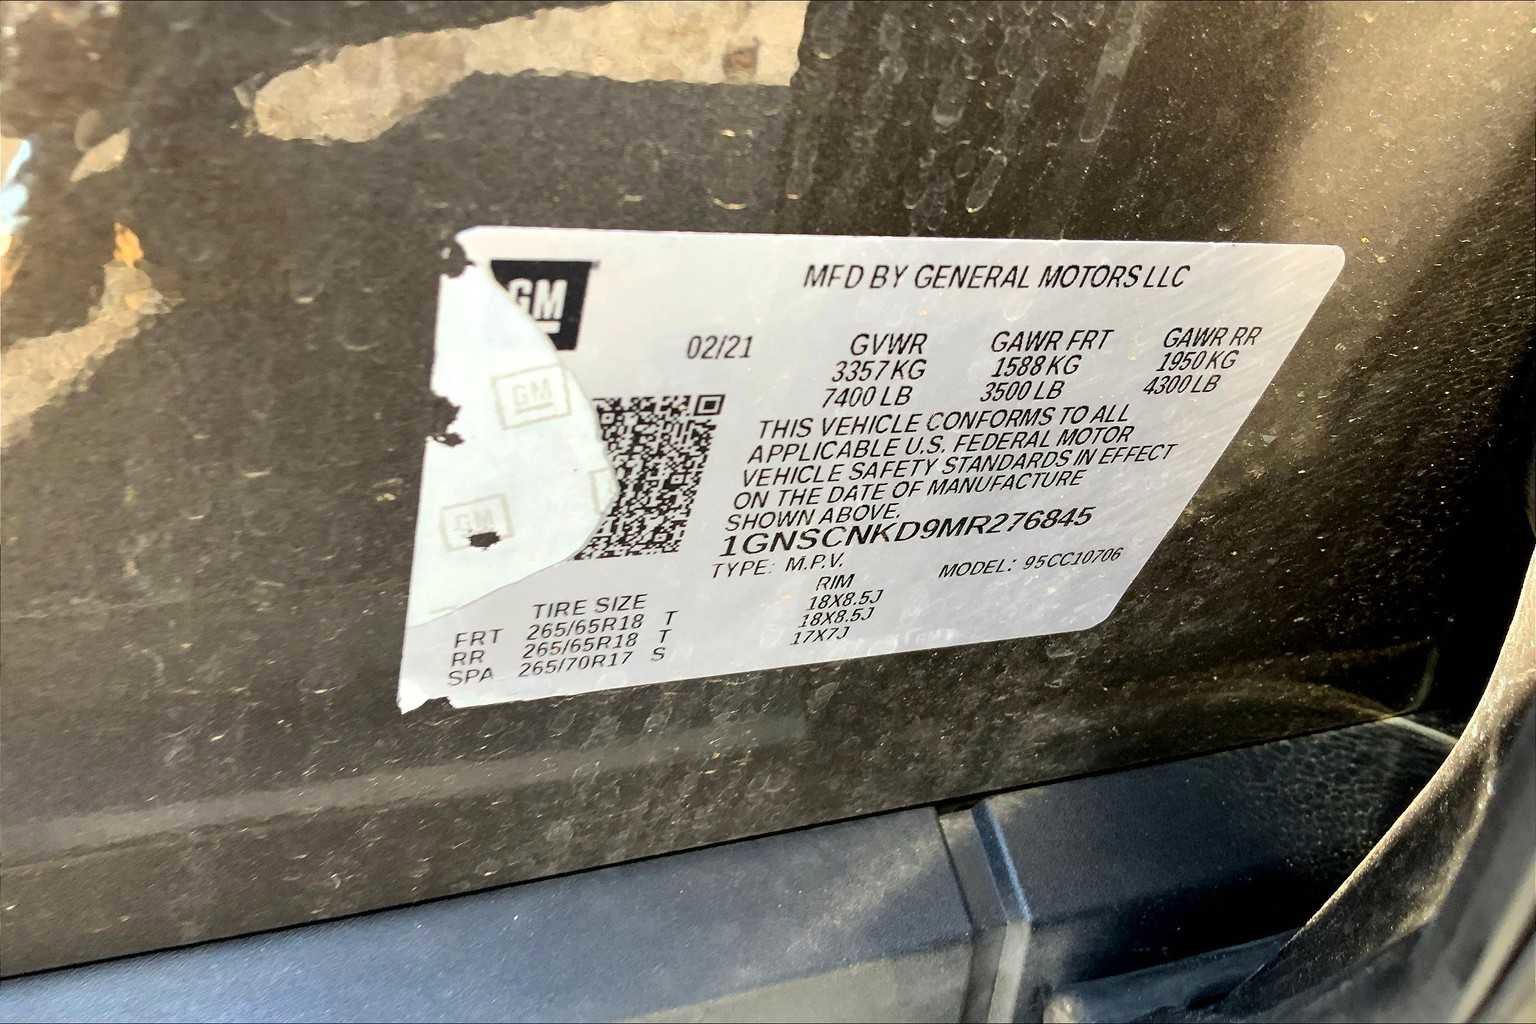 GM
MFD BY GENERAL MOTORS LLC
02/21 GVWR GAWR FRT GAWR RR
3357 KG 1588 KG 1950 KG
7400 LB 3500 LB 4300 LB
THIS VEHICLE CONFORMS TO ALL
APPLICABLE U.S. FEDERAL MOTOR
VEHICLE SAFETY STANDARDS IN EFFECT
ON THE DATE OF MANUFACTURE
SHOWN ABOVE.
1GNSCNKD9MR276845
TYPE: M.P.V. MODEL: 95CC10706
TIRE SIZE RIM
FRT 265/65R18 T 18X8.5J
RR 265/65R18 T 18X8.5J
SPA 265/70R17 S 17X7J
GM
GM